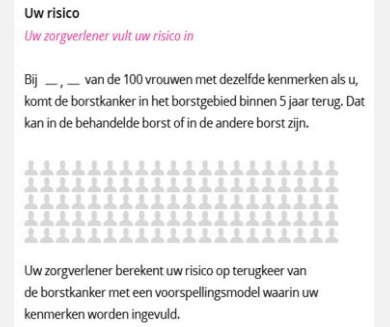 Uw risico
Uw zorgverlener vult uw risico in
Bij __ , __ van de 100 vrouwen met dezelfde kenmerken als u,
komt de borstkanker in het borstgebied binnen 5 jaar terug. Dat
kan in de behandelde borst of in de andere borst zijn.
Uw zorgverlener berekent uw risico op terugkeer van
de borstkanker met een voorspellingsmodel waarin uw
kenmerken worden ingevuld.